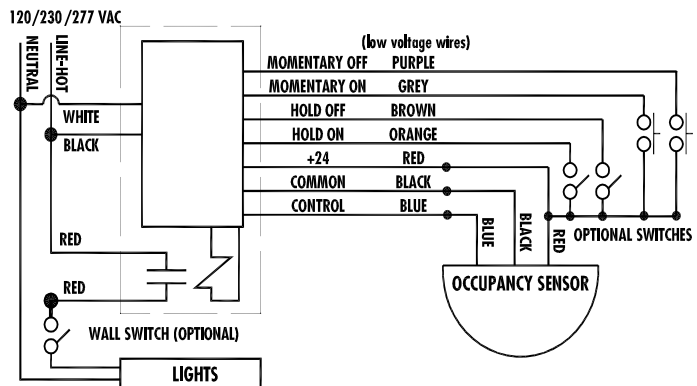 120/230/277 VAC
NEUTRAL
LINE-HOT
(low voltage wires)
MOMENTARY OFF PURPLE
MOMENTARY ON GREY
HOLD OFF BROWN
HOLD ON ORANGE
+24 RED
COMMON BLACK
CONTROL BLUE
WHITE
BLACK
BLUE
BLACK
RED
OPTIONAL SWITCHES
RED
RED
OCCUPANCY SENSOR
WALL SWITCH (OPTIONAL)
LIGHTS